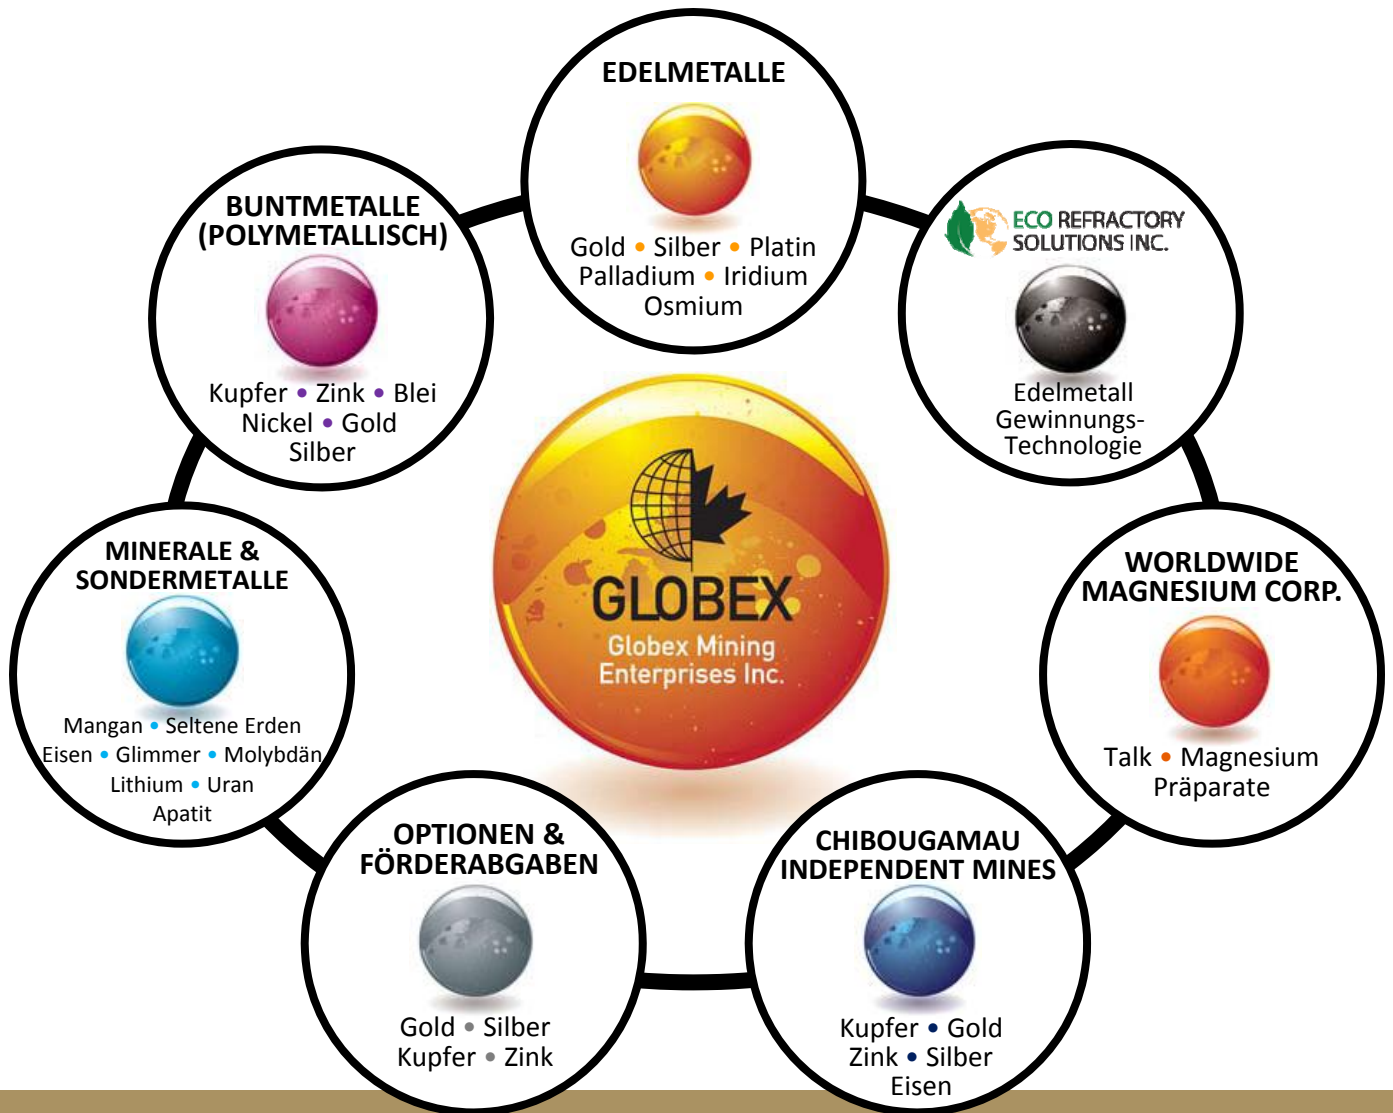 EDELMETALLE
Gold • Silber • Platin
Palladium • Iridium
Osmium
ECO REFRACTORY
SOLUTIONS INC.
Edelmetall
Gewinnungs-
Technologie
WORLDWIDE
MAGNESIUM CORP.
Talk • Magnesium
Präparate
CHIBOUGAMAU
INDEPENDENT MINES
Kupfer • Gold
Zink • Silber
Eisen
OPTIONEN &
FÖRDERABGABEN
Gold • Silber
Kupfer • Zink
MINERALE &
SONDERMETALLE
Mangan • Seltene Erden
Eisen • Glimmer • Molybdän
Lithium • Uran
Apatit
BUNTMETALLE
(POLYMETALLISCH)
Kupfer • Zink • Blei
Nickel • Gold
Silber
GLOBEX
Globex Mining
Enterprises Inc.